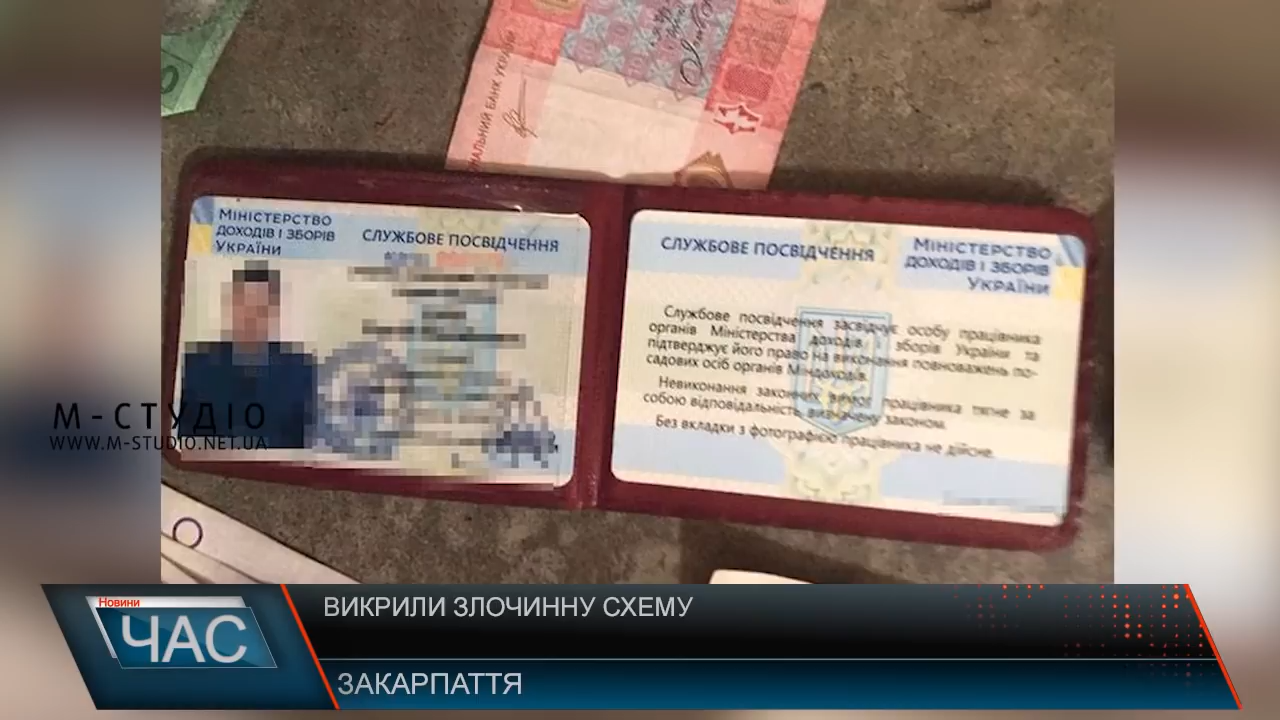 НАЛЬНИЙ БАНК УКРАЇНИ
МІНІСТЕРСТВО
ДОХОДІВ І ЗБОРІВ
УКРАЇНИ
СЛУЖБОВЕ ПОСВІДЧЕННЯ
СЛУЖБОВЕ ПОСВІДЧЕННЯ
МІНІСТЕРСТВО
ДОХОДІВ І ЗБОРІВ
УКРАЇНИ
Службове посвідчення засвідчує особу працівника
органів Міністерства доходів і зборів України та
підтверджує його право на виконання повноважень по-
садових осіб органів Міндоходів.
Невиконання законних вимог працівника тягне за
собою відповідальність, визначену законом.
Без вкладки з фотографією працівника не дійсне.
М-СТУДІО
WWW.M-STUDIO.NET.UA
Новини
ЧАС
ВИКРИЛИ ЗЛОЧИННУ СХЕМУ
ЗАКАРПАТТЯ